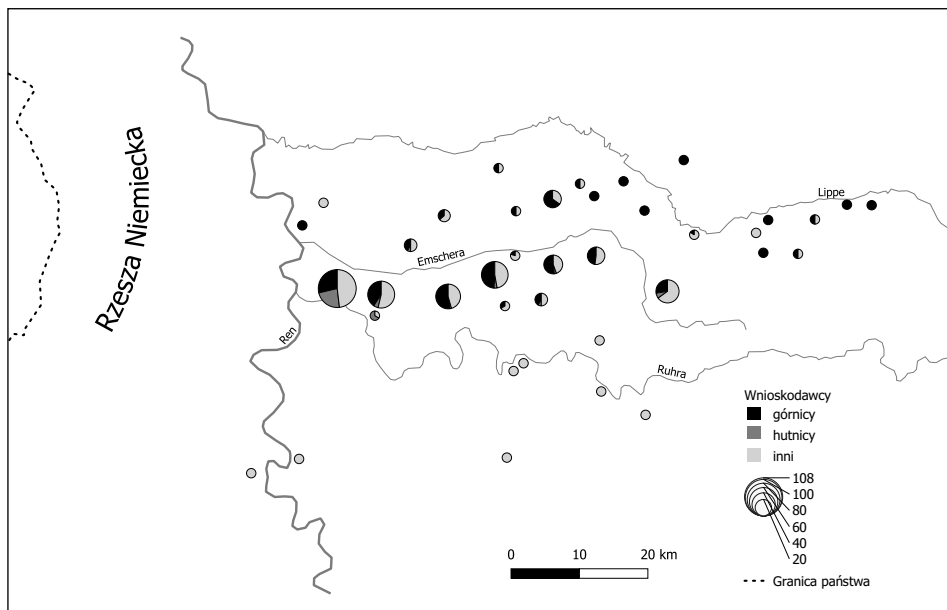 Rzesza Niemiecka
Lippe
Emschera
Ren
Ruhra
Wnioskodawcy
górnicy
hutnicy
inni
108
100
80
60
40
20
0 10 20 km
Granica państwa